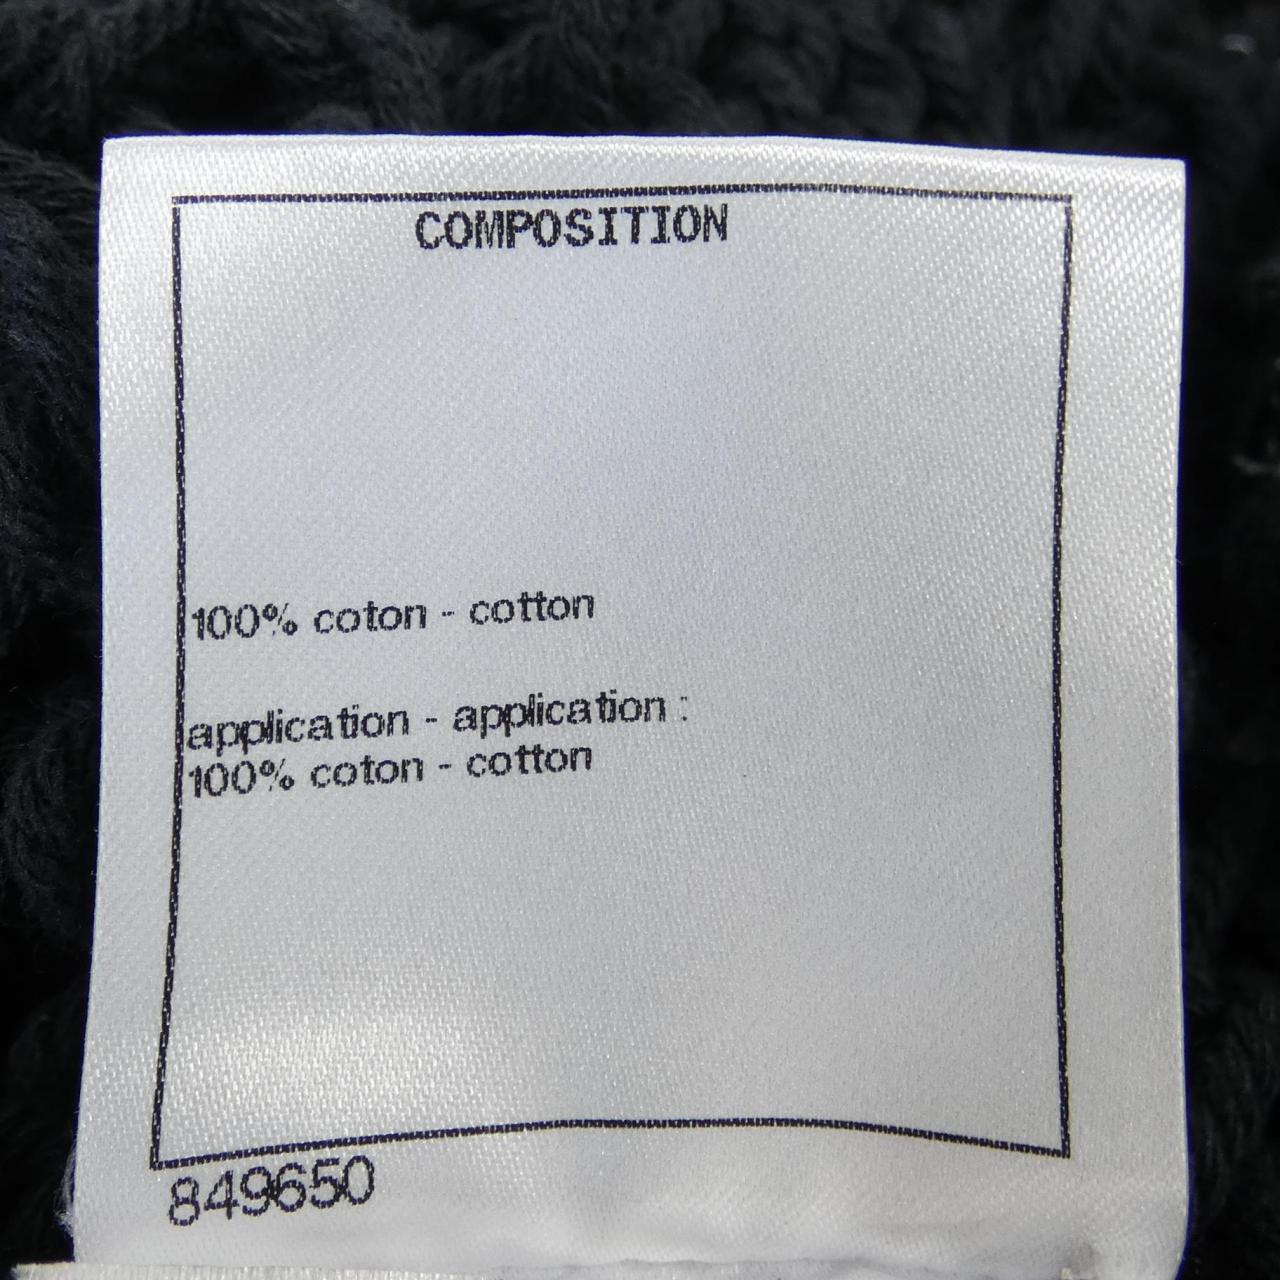 COMPOSITION
100% coton - cotton
application - application :
100% coton - cotton
849650